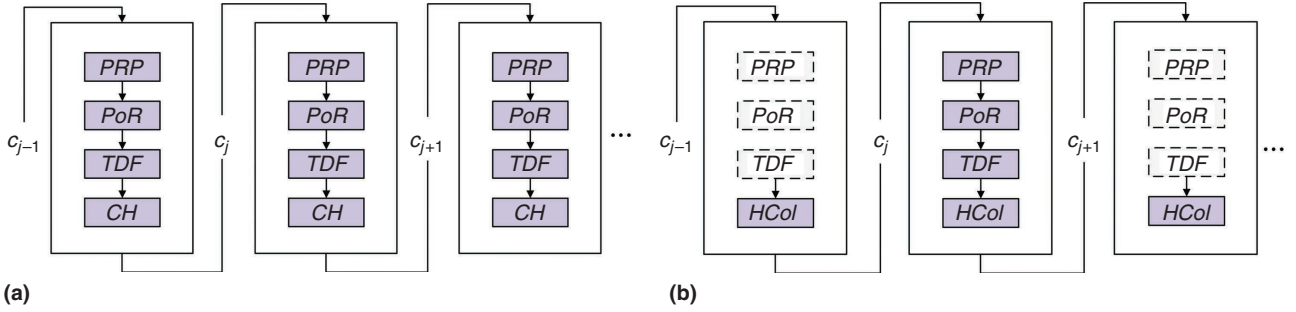 PRP
PoR
TDF
CH
c_{j–1}
PRP
PoR
TDF
CH
c_j
PRP
PoR
TDF
CH
c_{j+1}
...
(a)
PRP
PoR
TDF
HCol
c_{j–1}
PRP
PoR
TDF
HCol
c_j
PRP
PoR
TDF
HCol
c_{j+1}
...
(b)